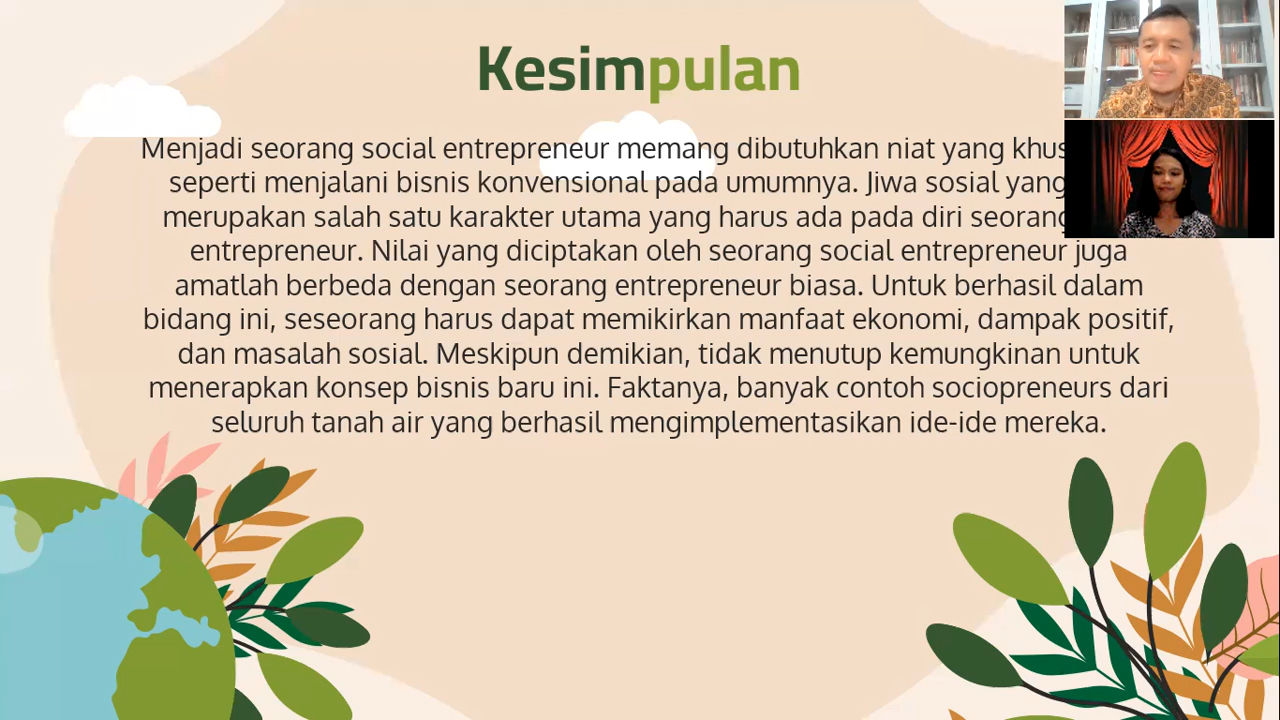 Kesimpulan
Menjadi seorang social entrepreneur memang dibutuhkan niat yang
seperti menjalani bisnis konvensional pada umumnya. Jiwa sosial yang
merupakan salah satu karakter utama yang harus ada pada diri seorang
entrepreneur. Nilai yang diciptakan oleh seorang social entrepreneur juga
amatlah berbeda dengan seorang entrepreneur biasa. Untuk berhasil dalam
bidang ini, seseorang harus dapat memikirkan manfaat ekonomi, dampak positif,
dan masalah sosial. Meskipun demikian, tidak menutup kemungkinan untuk
menerapkan konsep bisnis baru ini. Faktanya, banyak contoh sociopreneurs dari
seluruh tanah air yang berhasil mengimplementasikan ide-ide mereka.